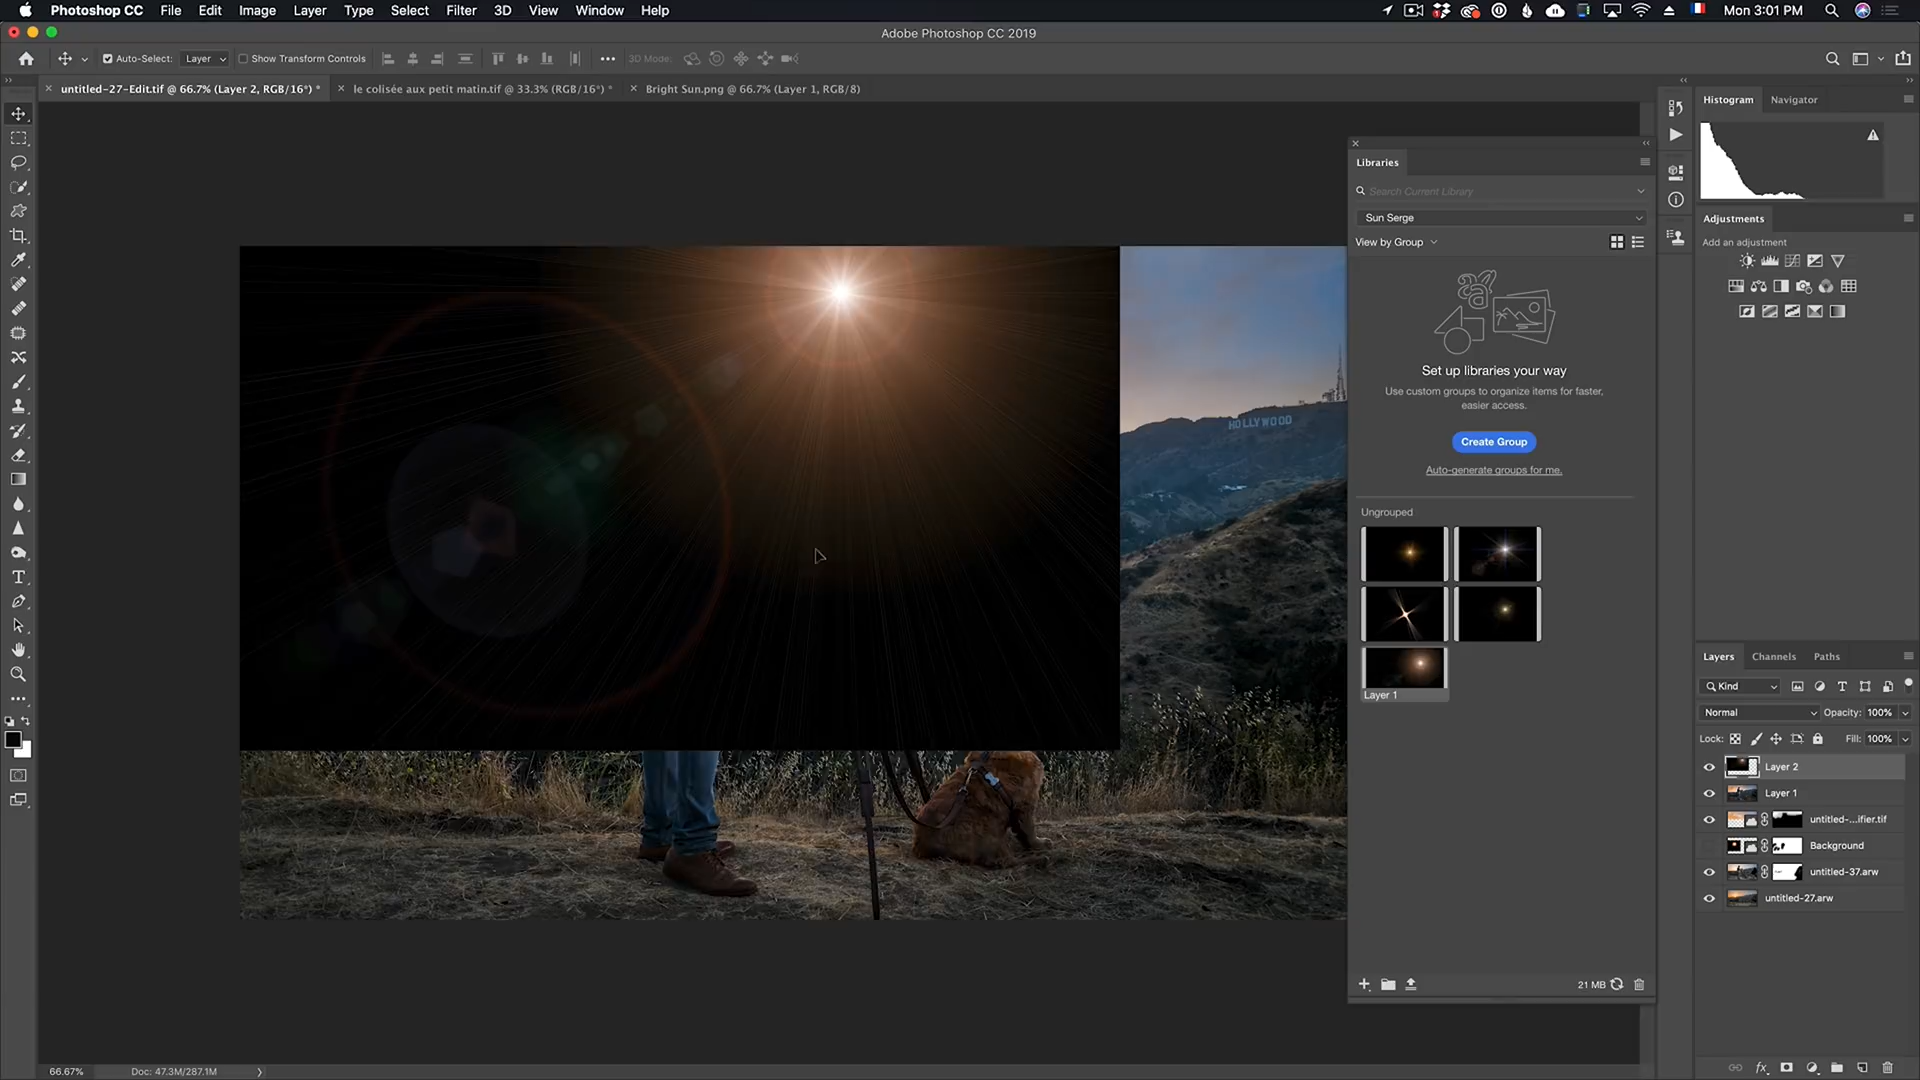 Photoshop CC File Edit Image Layer Type Select Filter 3D View Window Help Mon 3:01 PM
Adobe Photoshop CC 2019
Auto-Select: Layer Show Transform Controls 3D Mode:
untitled-27-Edit.tif @ 66.7% (Layer 2, RGB/16*) * le colisée aux petit matin.tif @ 33.3% (RGB/16*) * Bright Sun.png @ 66.7% (Layer 1, RGB/8)
Histogram Navigator
Libraries
Search Current Library
Sun Serge
View by Group
Adjustments
Add an adjustment
Set up libraries your way
Use custom groups to organize items for faster,
easier access.
Create Group
Auto-generate groups for me.
HOLLYWOOD
Ungrouped
Layer 1
Layers Channels Paths
Kind
Normal Opacity: 100%
Lock: Fill: 100%
Layer 2
Layer 1
untitled-...ifier.tif
Background
untitled-37.arw
untitled-27.arw
21 MB
66.67% Doc: 47.3M/287.1M